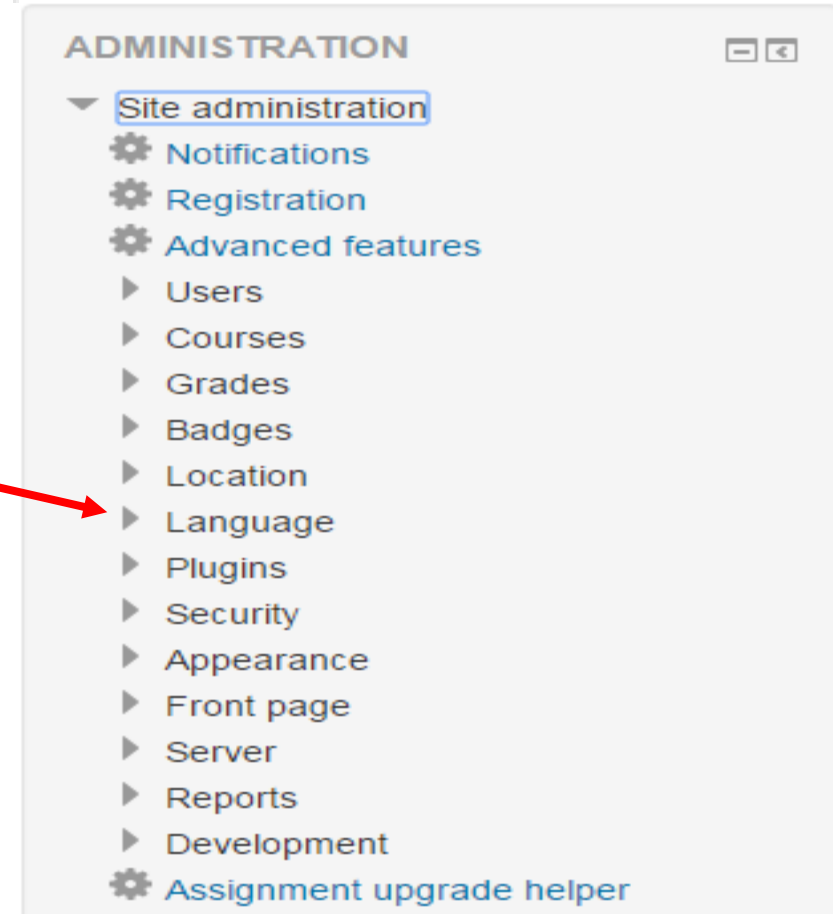 ADMINISTRATION
Site administration
Notifications
Registration
Advanced features
Users
Courses
Grades
Badges
Location
Language
Plugins
Security
Appearance
Front page
Server
Reports
Development
Assignment upgrade helper